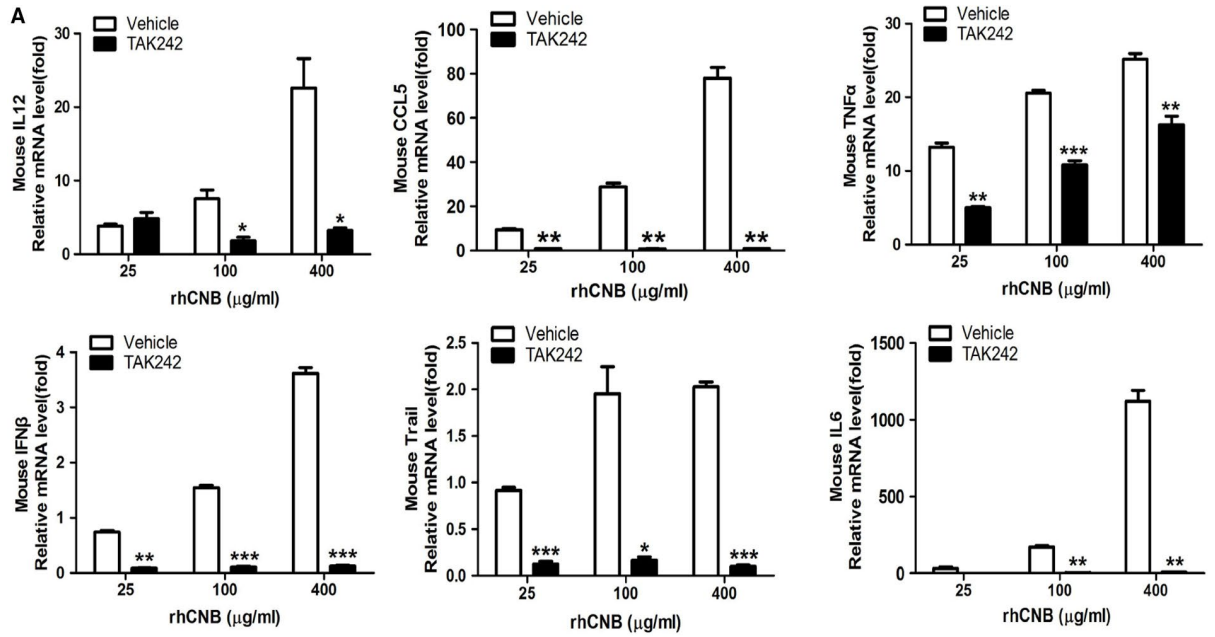 A
Vehicle
TAK242
Mouse IL12
Relative mRNA level(fold)
30
20
10
0
*
*
25 100 400
rhCNB (μg/ml)
Vehicle
TAK242
Mouse CCL5
Relative mRNA level(fold)
100
80
60
40
20
0
** ** **
25 100 400
rhCNB (μg/ml)
Vehicle
TAK242
Mouse TNFα
Relative mRNA level(fold)
30
20
10
0
**
***
**
25 100 400
rhCNB (μg/ml)
Vehicle
TAK242
Mouse IFNβ
Relative mRNA level(fold)
4
3
2
1
0
** *** ***
25 100 400
rhCNB (μg/ml)
Vehicle
TAK242
Mouse Trail
Relative mRNA level(fold)
2.5
2.0
1.5
1.0
0.5
0.0
*** * ***
25 100 400
rhCNB (μg/ml)
Vehicle
TAK242
Mouse IL6
Relative mRNA level(fold)
1500
1000
500
0
** **
25 100 400
rhCNB (μg/ml)